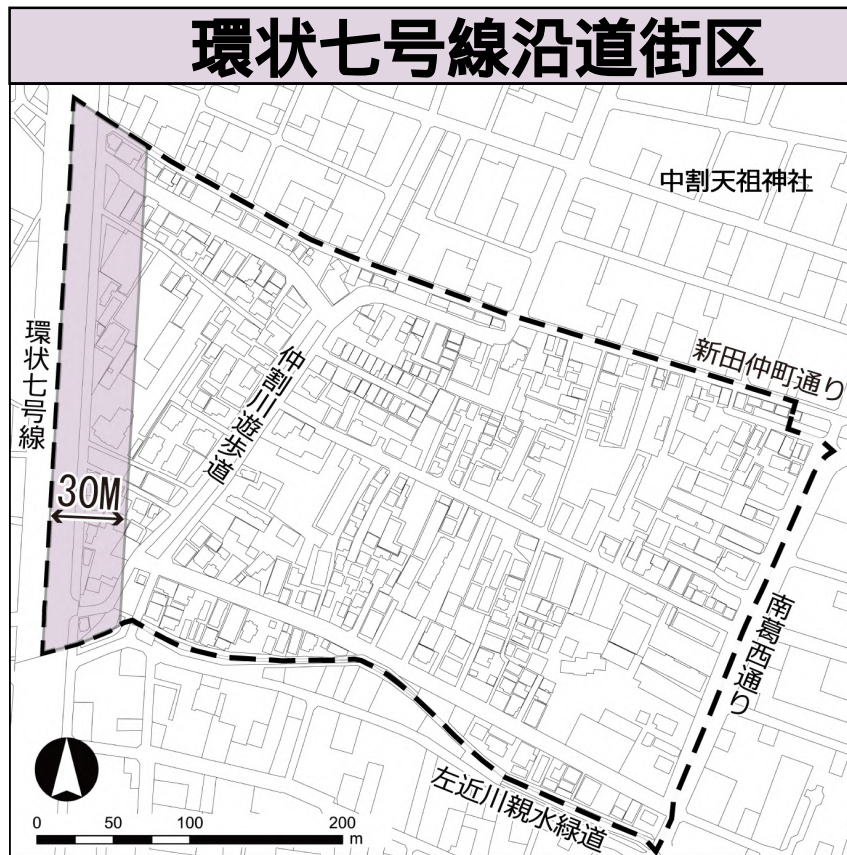 環状七号線沿道街区
中割天祖神社
環状七号線
仲割川遊歩道
新田仲町通り
30M
南葛西通り
左近川親水緑道
0 50 100 200
m